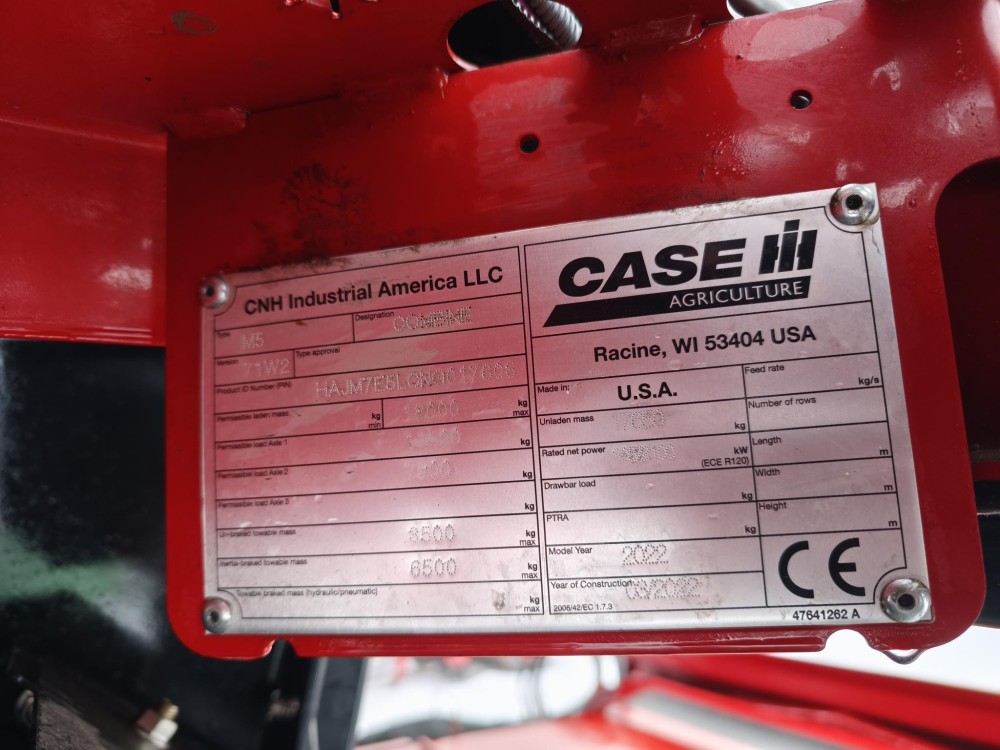 CNH Industrial America LLC
Type
M5
Designation
COMBINE
Version
71W2
Type approval
Product ID Number (PIN)
Permissible laden mass
kg min
kg max
Permissible load Axle 1
kg
Permissible load Axle 2
kg
Permissible load Axle 3
kg
Un-braked towable mass
3500
kg max
Inertia-braked towable mass
6500
kg max
Towable braked mass (hydraulic/pneumatic)
kg max
CASE IH
AGRICULTURE
Racine, WI 53404 USA
Made in:
U.S.A.
Feed rate
kg/s
Unladen mass
kg
Number of rows
Rated net power
kW
(ECE R120)
Length
m
Drawbar load
kg
Width
m
PTRA
kg
Height
m
Model Year
2022
Year of Construction
2006/42/EC 1.7.3
CE
47641262 A